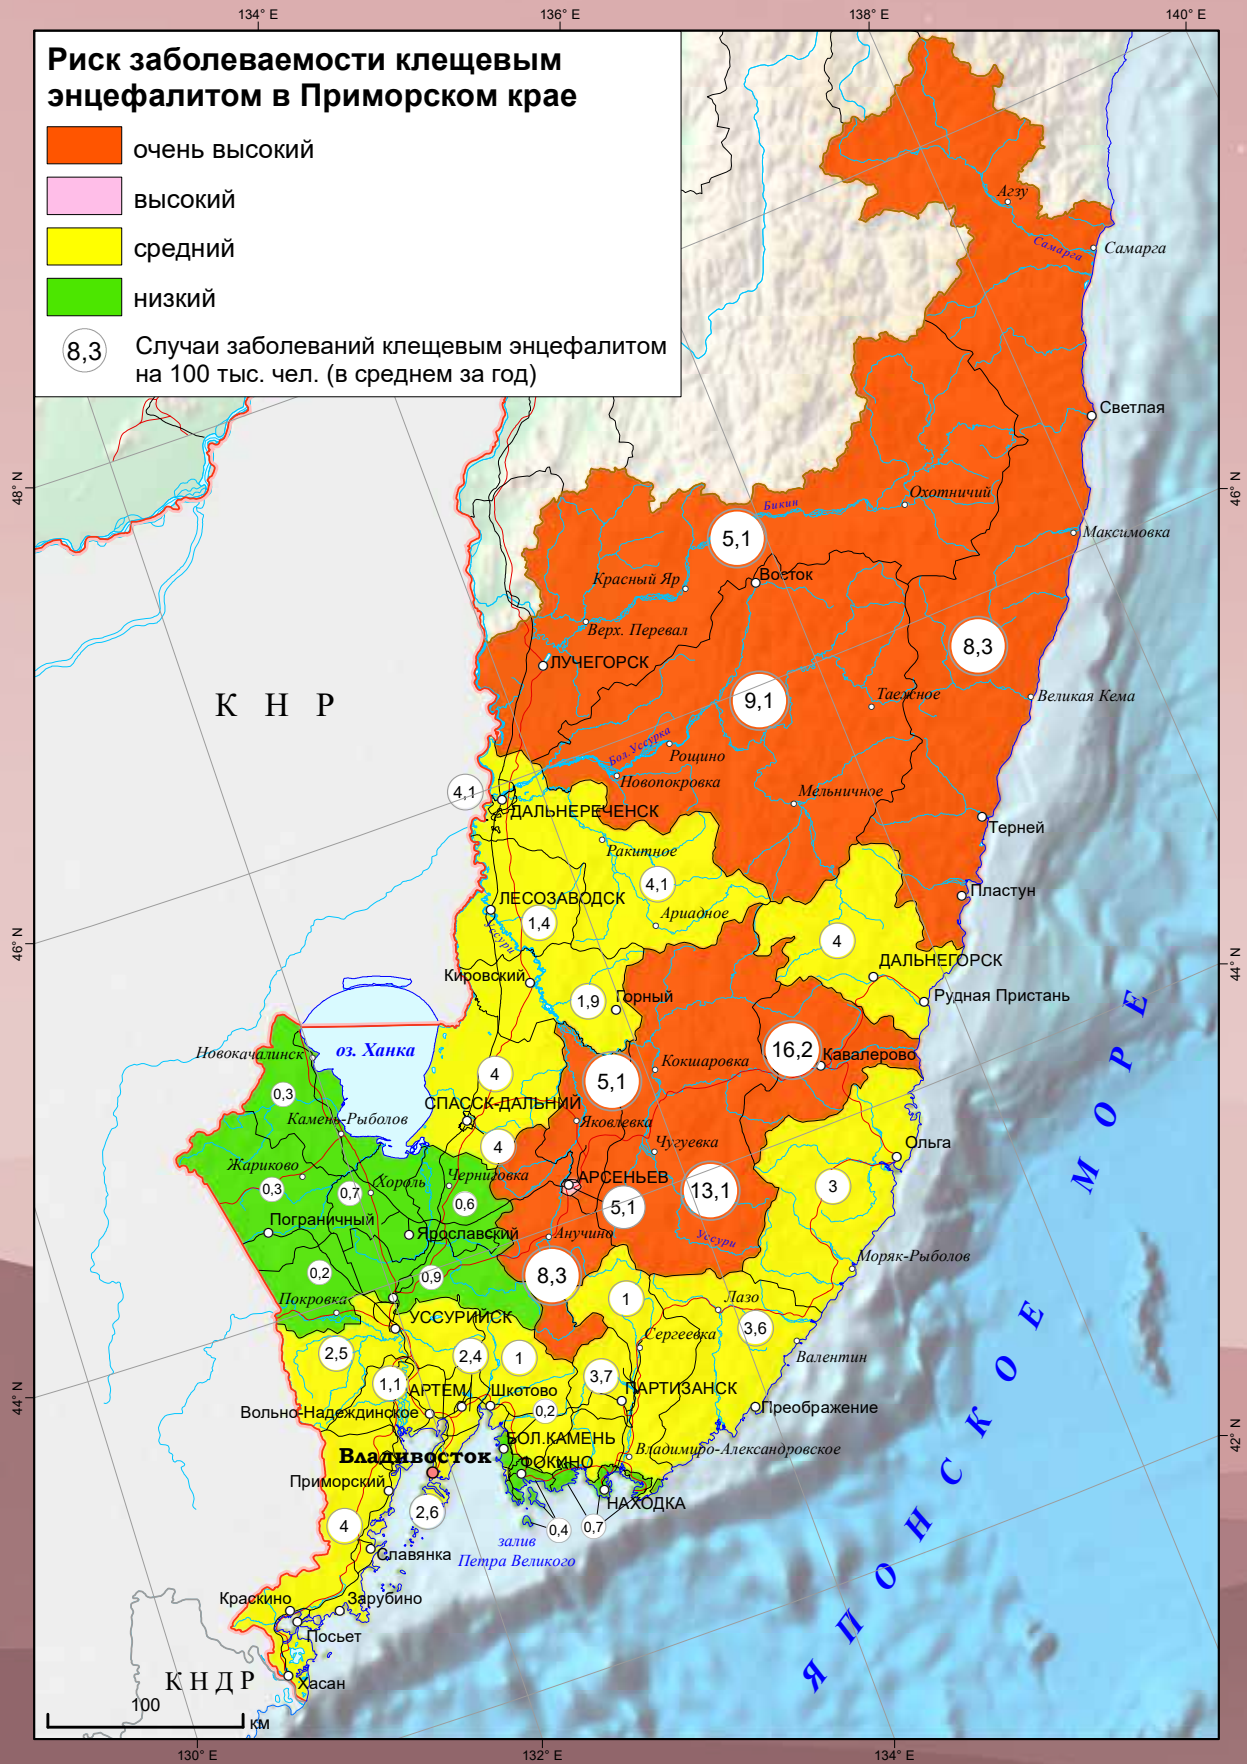 134° E
136° E
138° E
140° E
Риск заболеваемости клещевым
энцефалитом в Приморском крае
очень высокий
высокий
средний
низкий
8,3
Случаи заболеваний клещевым энцефалитом
на 100 тыс. чел. (в среднем за год)
Агзу
Самарга
Самарга
Светлая
48° N
46° N
Охотничий
Бикин
5,1
Максимовка
Восток
Красный Яр
Верх. Перевал
8,3
ЛУЧЕГОРСК
К Н Р
9,1
Таежное
Великая Кема
Бол.Уссурка
Рощино
Новопокровка
4,1
Мельничное
ДАЛЬНЕРЕЧЕНСК
Терней
Ракитное
4,1
Пластун
ЛЕСОЗАВОДСК
1,4
Ариадное
Уссури
46° N
4
ДАЛЬНЕГОРСК
44° N
Кировский
1,9
Горный
Рудная Пристань
оз. Ханка
Новокачалинск
16,2
Кавалерово
Кокшаровка
4
5,1
0,3
СПАССК-ДАЛЬНИЙ
Камень-Рыболов
Яковлевка
4
Чугуевка
Ольга
Жариково
0,3
0,7
Хороль
Черниговка
0,6
АРСЕНЬЕВ
5,1
13,1
3
Пограничный
Ярославский
Анучино
Уссури
Моряк-Рыболов
0,2
0,9
8,3
1
Покровка
УССУРИЙСК
Лазо
3,6
Сергеевка
Валентин
2,5
2,4
1
3,7
1,1
АРТЕМ
Шкотово
ПАРТИЗАНСК
0,2
Вольно-Надеждинское
Преображение
44° N
42° N
БОЛ.КАМЕНЬ
Владивосток
Владимиро-Александровское
ФОКИНО
Приморский
НАХОДКА
2,6
4
0,4
0,7
залив
Петра Великого
Славянка
Краскино
Зарубино
Посьет
Хасан
К Н Д Р
ЯПОНСКОЕ МОРЕ
100
км
130° E
132° E
134° E